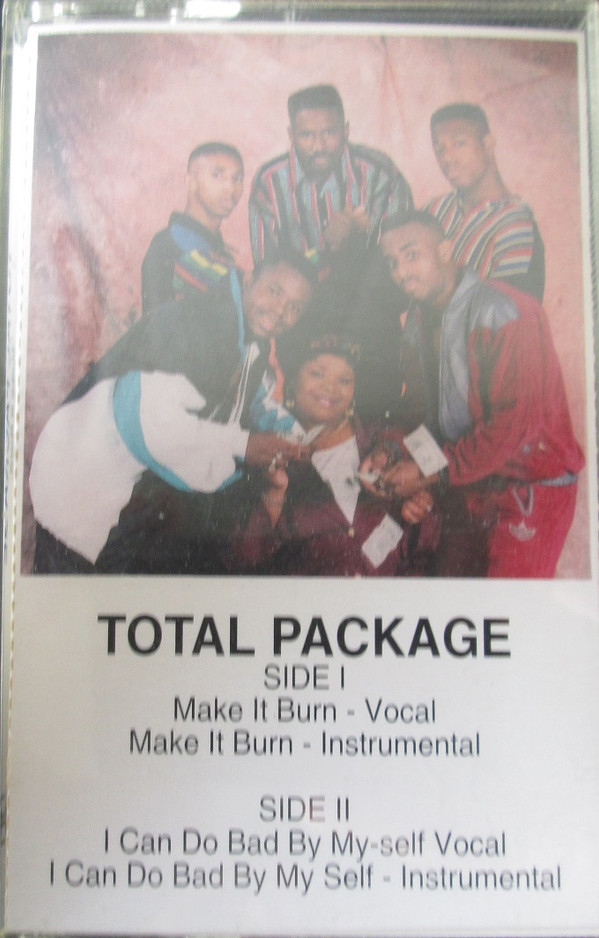 TOTAL PACKAGE
SIDE I
Make It Burn - Vocal
Make It Burn - Instrumental
SIDE II
I Can Do Bad By My-self Vocal
I Can Do Bad By My Self - Instrumental